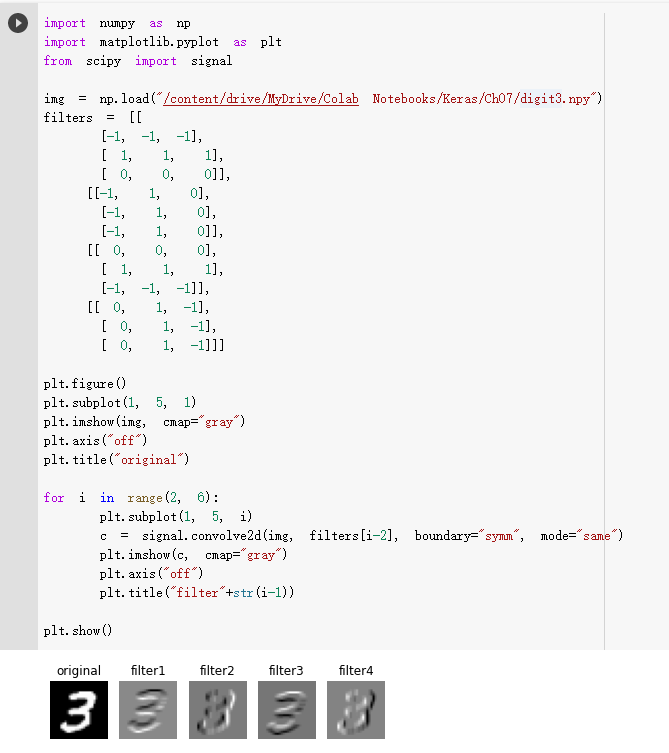 import numpy as np
import matplotlib.pyplot as plt
from scipy import signal
img = np.load("/content/drive/MyDrive/Colab Notebooks/Keras/Ch07/digit3.npy")
filters = [[
[-1, -1, -1],
[ 1, 1, 1],
[ 0, 0, 0]],
[[-1, 1, 0],
[-1, 1, 0],
[-1, 1, 0]],
[[ 0, 0, 0],
[ 1, 1, 1],
[-1, -1, -1]],
[[ 0, 1, -1],
[ 0, 1, -1],
[ 0, 1, -1]]]
plt.figure()
plt.subplot(1, 5, 1)
plt.imshow(img, cmap="gray")
plt.axis("off")
plt.title("original")
for i in range(2, 6):
plt.subplot(1, 5, i)
c = signal.convolve2d(img, filters[i-2], boundary="symm", mode="same")
plt.imshow(c, cmap="gray")
plt.axis("off")
plt.title("filter"+str(i-1))
plt.show()
original filter1 filter2 filter3 filter4
3 3 3 3 3